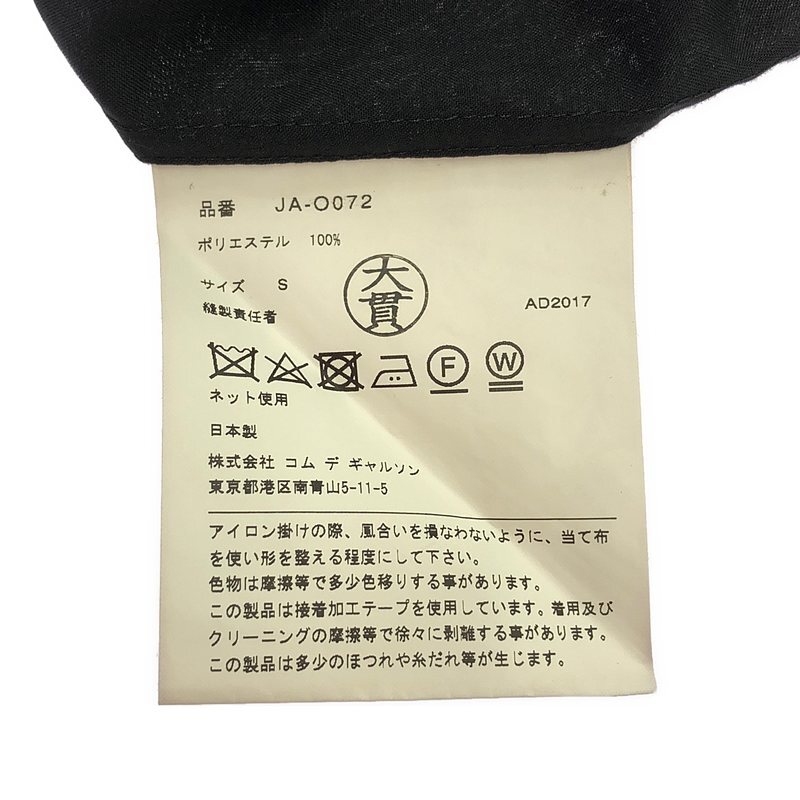 品番 JA-O072
ポリエステル 100%
サイズ S
大貫
縫製責任者
AD2017
F W
ネット使用
日本製
株式会社 コム デ ギャルソン
東京都港区南青山5-11-5
アイロン掛けの際、風合いを損なわないように、当て布
を使い形を整える程度にして下さい。
色物は摩擦等で多少色移りする事があります。
この製品は接着加工テープを使用しています。着用及び
クリーニングの摩擦等で徐々に剥離する事があります。
この製品は多少のほつれや糸だれ等が生じます。